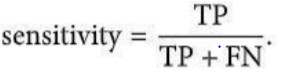 sensitivity = TP / TP + FN.